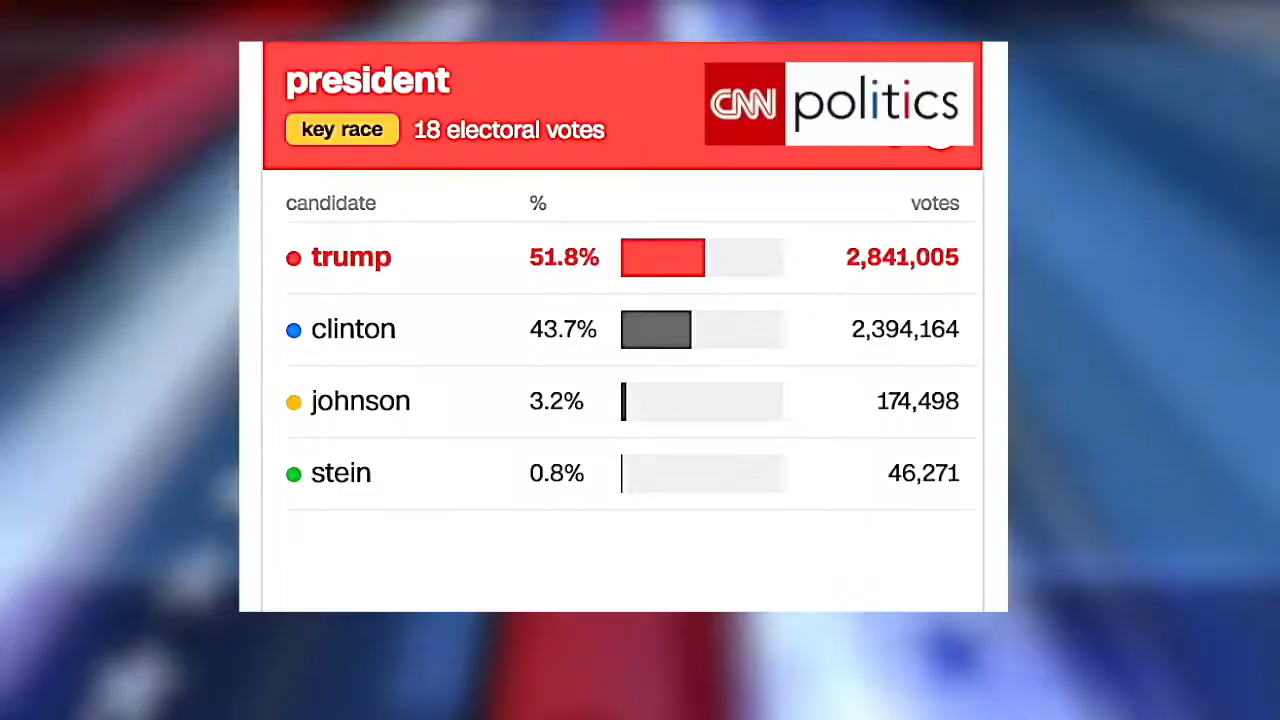 president
CNN politics
key race 18 electoral votes
candidate % votes
trump 51.8% 2,841,005
clinton 43.7% 2,394,164
johnson 3.2% 174,498
stein 0.8% 46,271